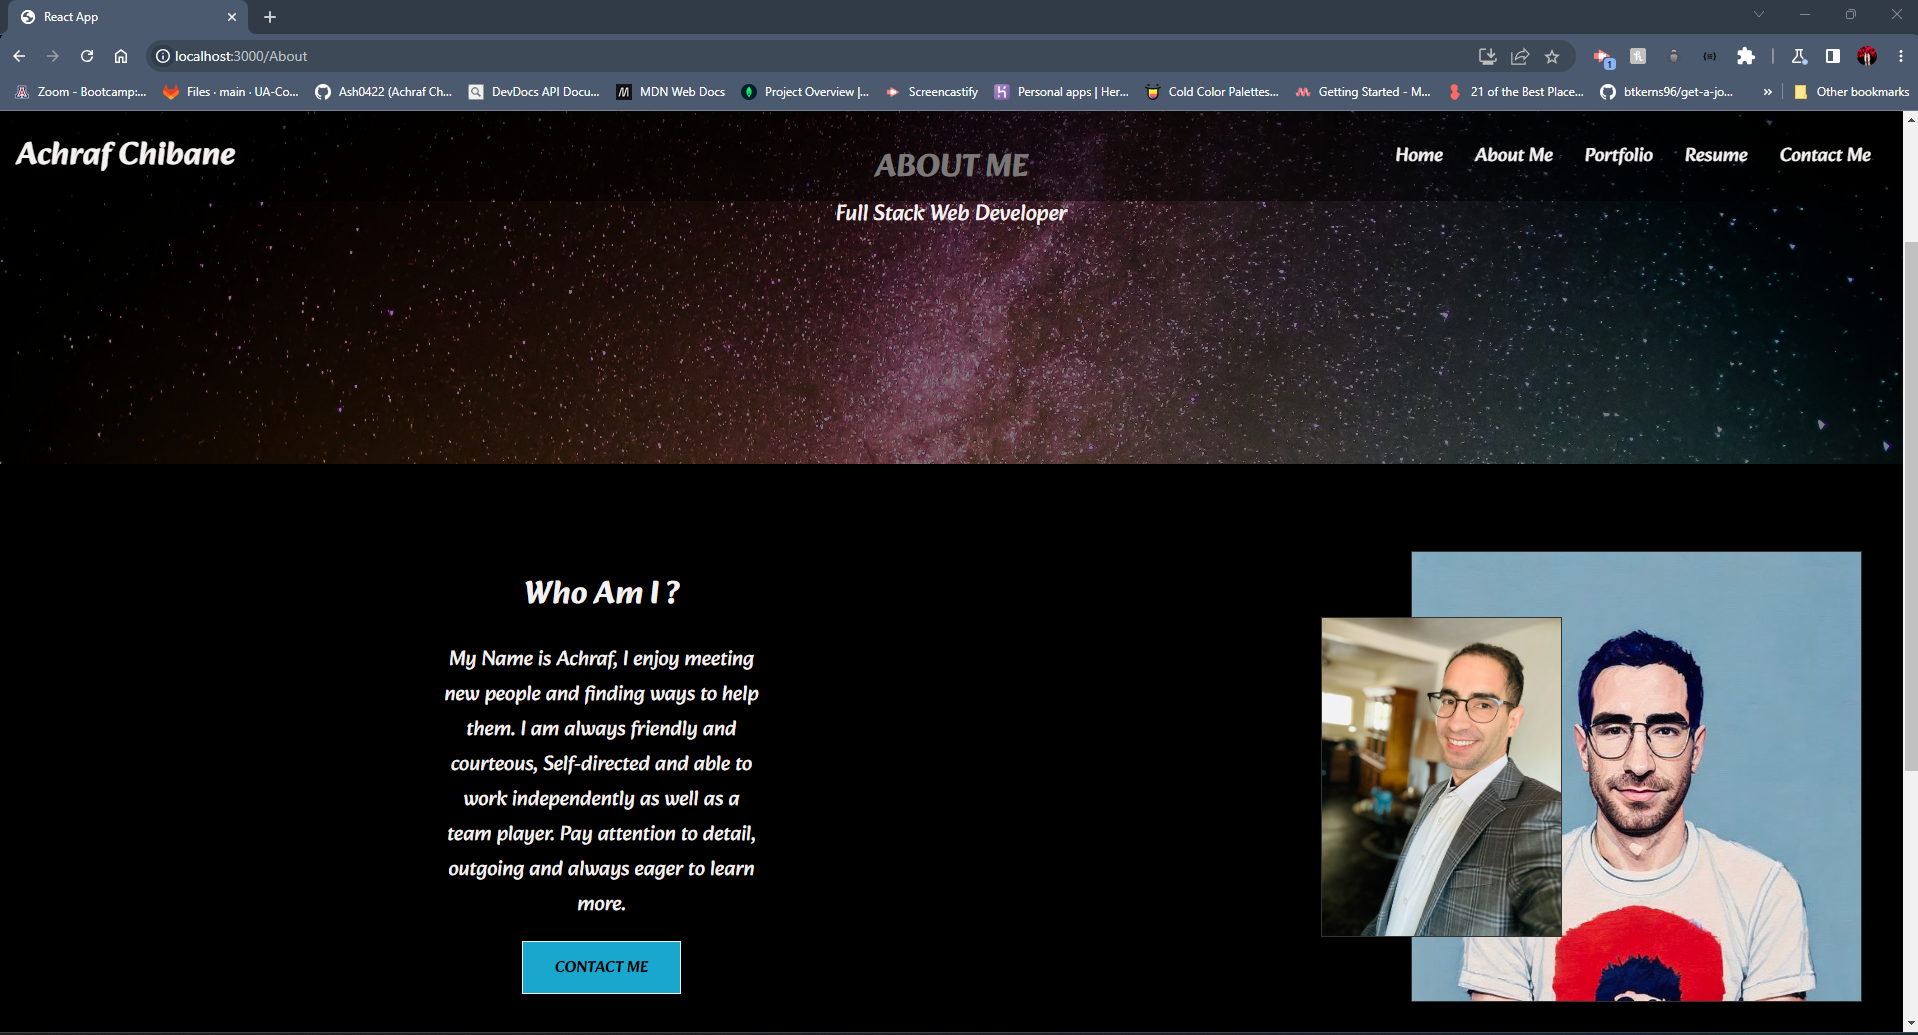 React App
localhost:3000/About
1
Zoom - Bootcamp:...
Files · main · UA-Co...
Ash0422 (Achraf Ch...
DevDocs API Docu...
MDN Web Docs
Project Overview |...
Screencastify
Personal apps | Her...
Cold Color Palettes...
Getting Started - M...
21 of the Best Place...
btkerns96/get-a-jo...
»
Other bookmarks
Achraf Chibane
Home
About Me
Portfolio
Resume
Contact Me
ABOUT ME
Full Stack Web Developer
Who Am I ?
My Name is Achraf, I enjoy meeting
new people and finding ways to help
them. I am always friendly and
courteous, Self-directed and able to
work independently as well as a
team player. Pay attention to detail,
outgoing and always eager to learn
more.
CONTACT ME